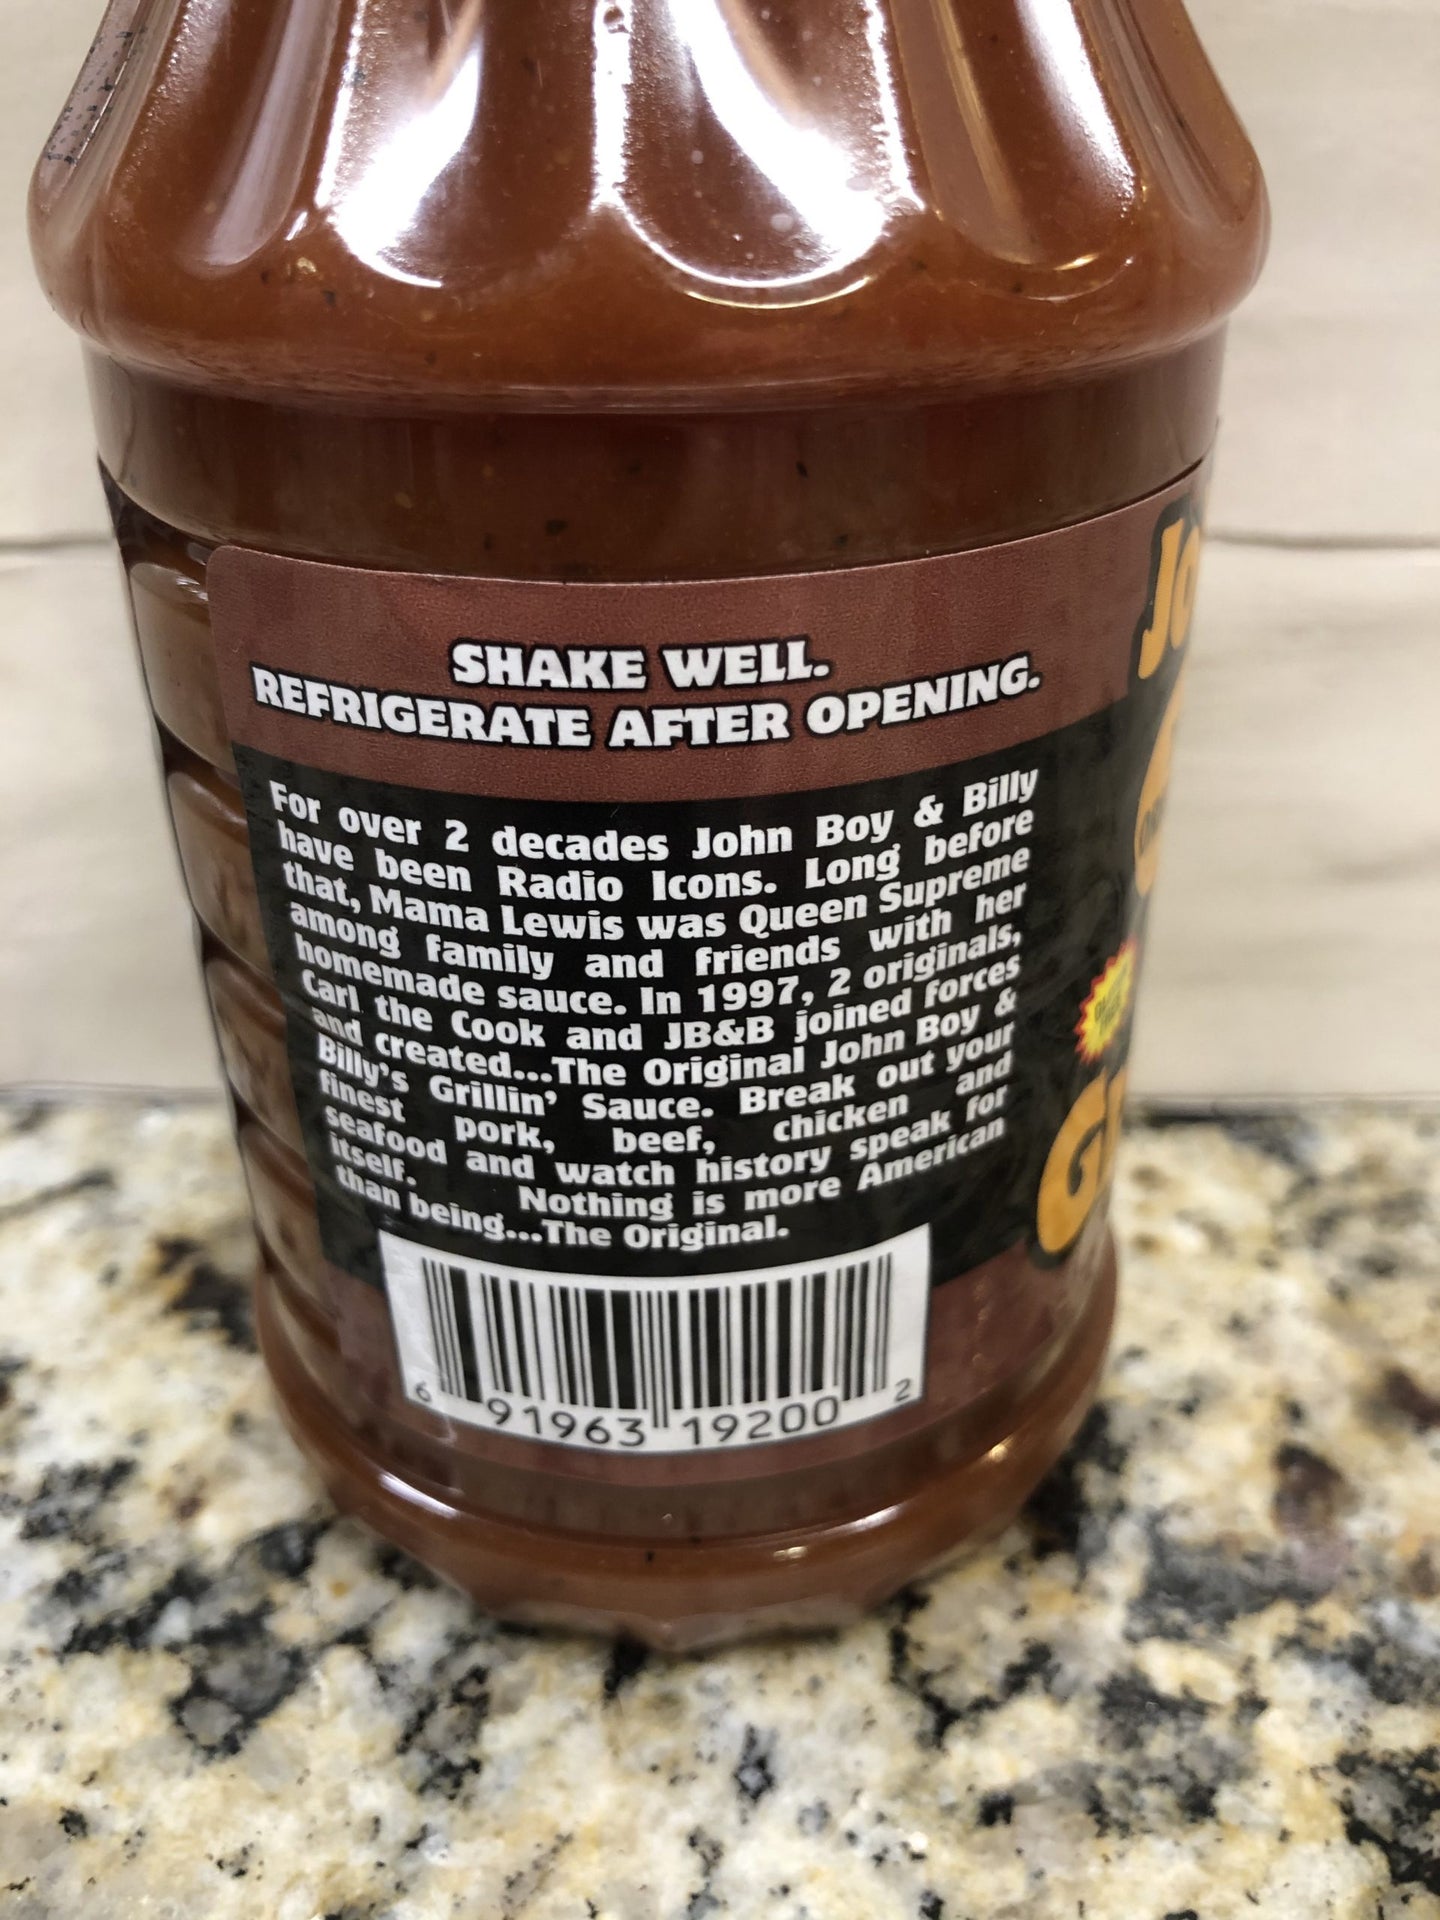 SHAKE WELL.
REFRIGERATE AFTER OPENING.
For over 2 decades John Boy & Billy
have been Radio Icons. Long before
that, Mama Lewis was Queen Supreme
among family and friends with her
homemade sauce. In 1997, 2 originals,
Carl the Cook and JB&B joined forces
and created...The Original John Boy &
Billy's Grillin' Sauce. Break out your
finest pork, beef, chicken and
seafood and watch history speak for
itself. Nothing is more American
than being...The Original.
6 91963 19200 2
JO
G